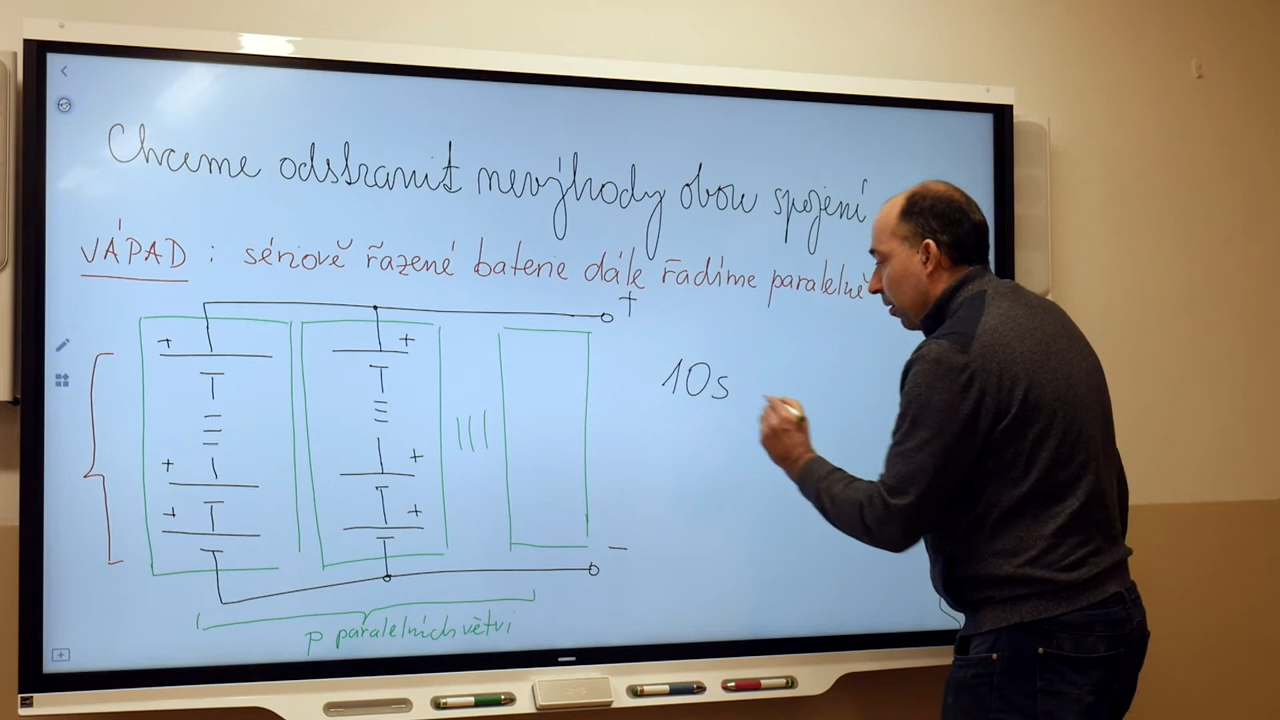 Chceme odstranit nevýhody obou spojení
VÁPAD : sériově řazené baterie dále řadíme paralelně
+
+ +
10s
+ +
+ +
-
p paralelních větví